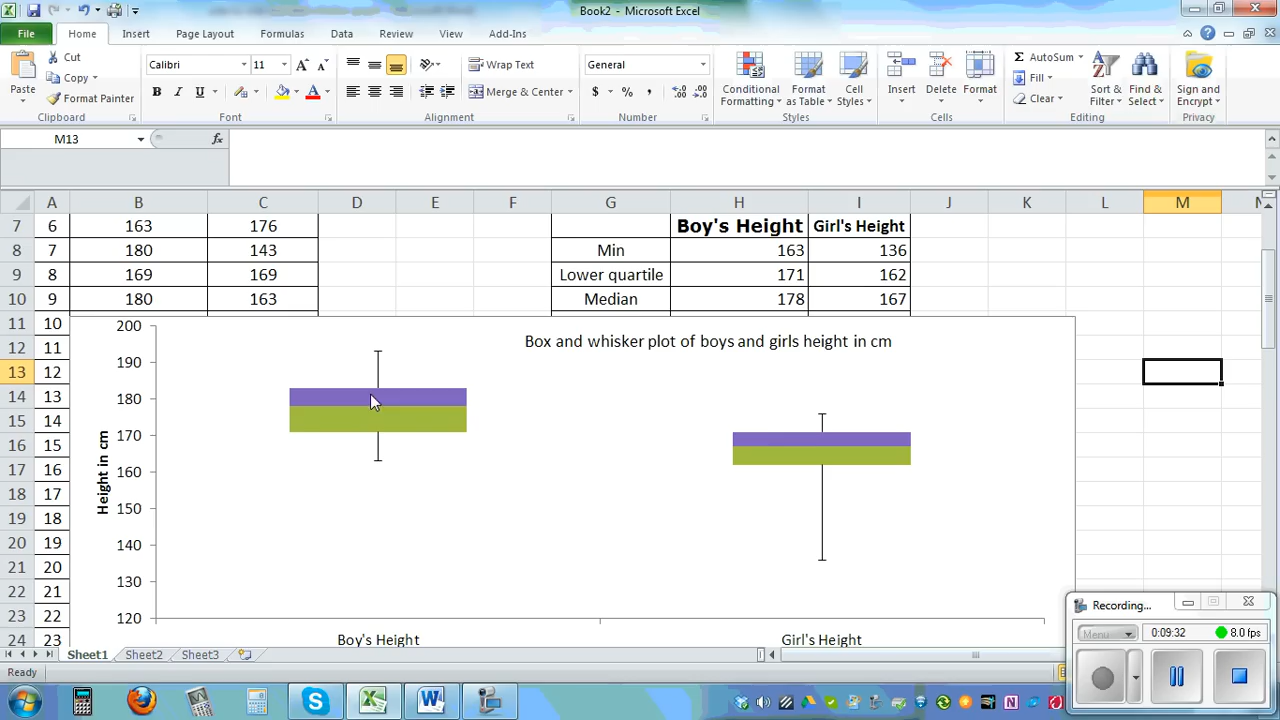 Book2 - Microsoft Excel
File Home Insert Page Layout Formulas Data Review View Add-Ins
Paste
Cut
Copy
Format Painter
Clipboard
Calibri 11
B I U
Font
Wrap Text
Merge & Center
Alignment
General
$ % ,
Number
Conditional Formatting
Format as Table
Cell Styles
Styles
Insert Delete Format
Cells
AutoSum
Fill
Clear
Sort & Filter
Find & Select
Editing
Sign and Encrypt
Privacy
M13 fx
A B C D E F G H I J K L M N
7 6 163 176 Boy's Height Girl's Height
8 7 180 143 Min 163 136
9 8 169 169 Lower quartile 171 162
10 9 180 163 Median 178 167
11 10
12 11
13 12
14 13
15 14
16 15
17 16
18 17
19 18
20 19
21 20
22 21
23 22
24 23
Box and whisker plot of boys and girls height in cm
Height in cm
200
190
180
170
160
150
140
130
120
Boy's Height Girl's Height
Recording...
Menu 0:09:32 8.0 fps
Sheet1 Sheet2 Sheet3
Ready